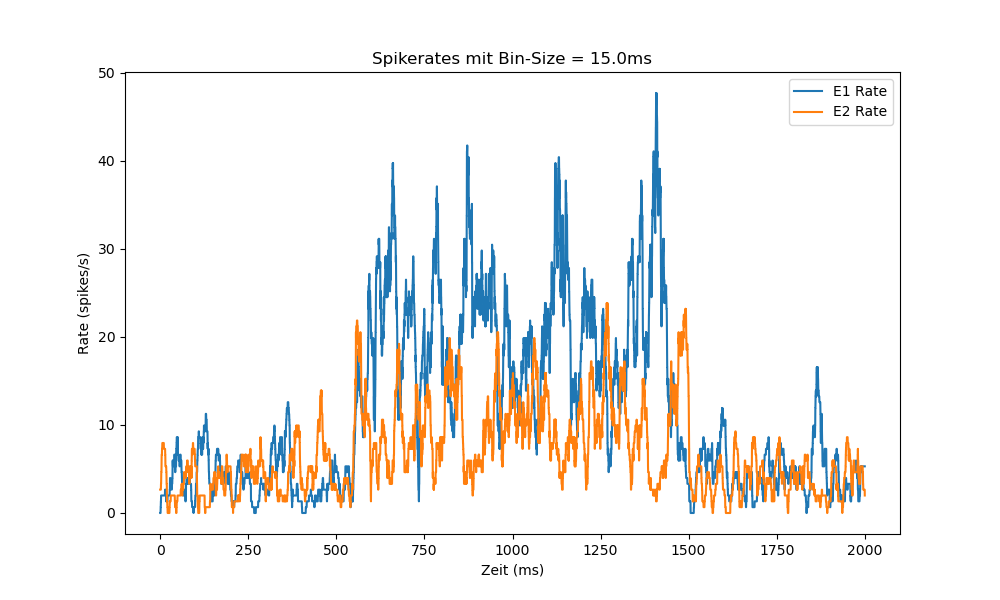 Spikerates mit Bin-Size = 15.0ms
50
40
30
20
10
0
Rate (spikes/s)
E1 Rate
E2 Rate
0 250 500 750 1000 1250 1500 1750 2000
Zeit (ms)